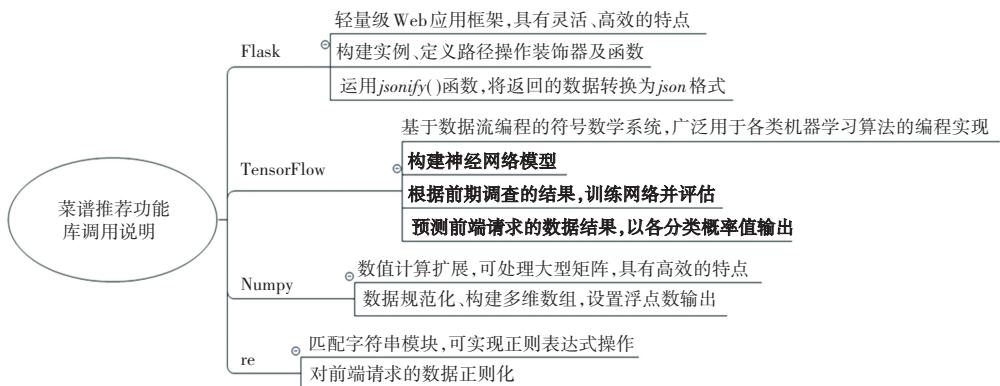 轻量级Web应用框架,具有灵活、高效的特点
Flask
构建实例、定义路径操作装饰器及函数
运用jsonify()函数,将返回的数据转换为json格式
基于数据流编程的符号数学系统,广泛用于各类机器学习算法的编程实现
TensorFlow
构建神经网络模型
根据前期调查的结果,训练网络并评估
预测前端请求的数据结果,以各分类概率值输出
菜谱推荐功能
库调用说明
Numpy
数值计算扩展,可处理大型矩阵,具有高效的特点
数据规范化、构建多维数组,设置浮点数输出
re
匹配字符串模块,可实现正则表达式操作
对前端请求的数据正则化